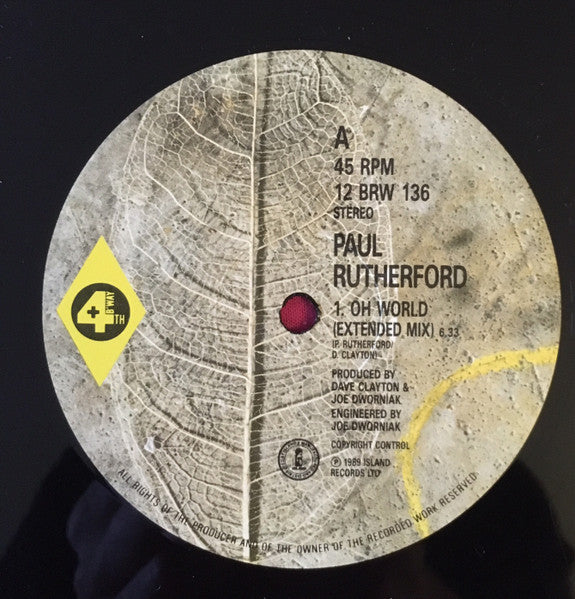 A
45 RPM
12 BRW 136
STEREO
PAUL
RUTHERFORD
1. OH WORLD
(EXTENDED MIX) 6.33
(P. RUTHERFORD/
D. CLAYTON)
PRODUCED BY
DAVE CLAYTON &
JOE DWORNIAK
ENGINEERED BY
JOE DWORNIAK
COPYRIGHT CONTROL
℗ 1989 ISLAND
RECORDS LTD
4TH
+
B'WAY
ALL RIGHTS OF THE PRODUCER AND OF THE OWNER OF THE RECORDED WORK RESERVED.